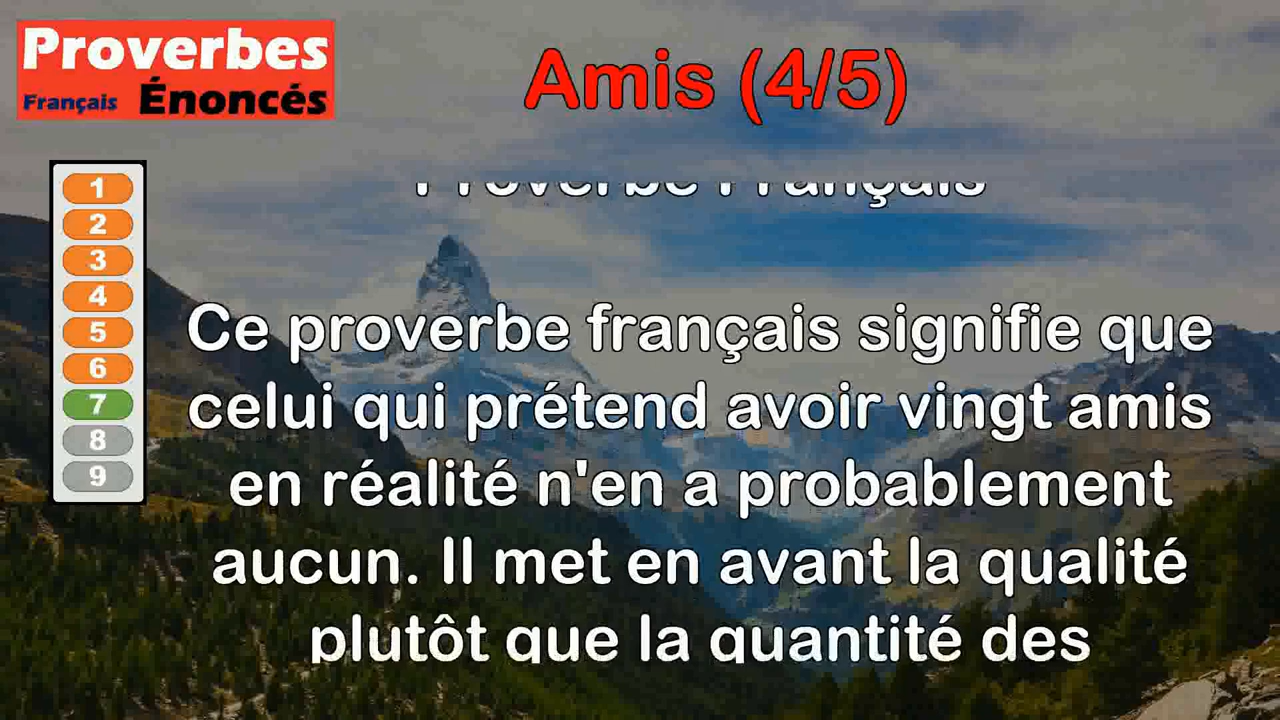 Proverbes
Français Énoncés
Amis (4/5)
1
2
3
4
5
6
7
8
9
Proverbe Français
Ce proverbe français signifie que
celui qui prétend avoir vingt amis
en réalité n'en a probablement
aucun. Il met en avant la qualité
plutôt que la quantité des